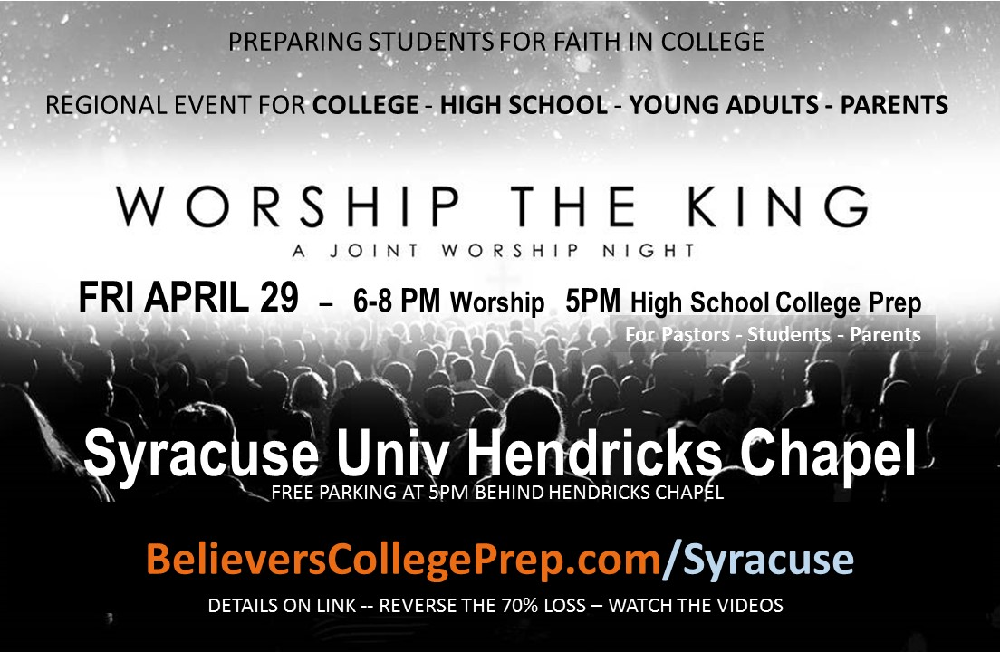 PREPARING STUDENTS FOR FAITH IN COLLEGE
REGIONAL EVENT FOR COLLEGE - HIGH SCHOOL - YOUNG ADULTS - PARENTS
WORSHIP THE KING
A JOINT WORSHIP NIGHT
FRI APRIL 29 – 6-8 PM Worship 5PM High School College Prep
For Pastors - Students - Parents
Syracuse Univ Hendricks Chapel
FREE PARKING AT 5PM BEHIND HENDRICKS CHAPEL
BelieversCollegePrep.com/Syracuse
DETAILS ON LINK -- REVERSE THE 70% LOSS – WATCH THE VIDEOS